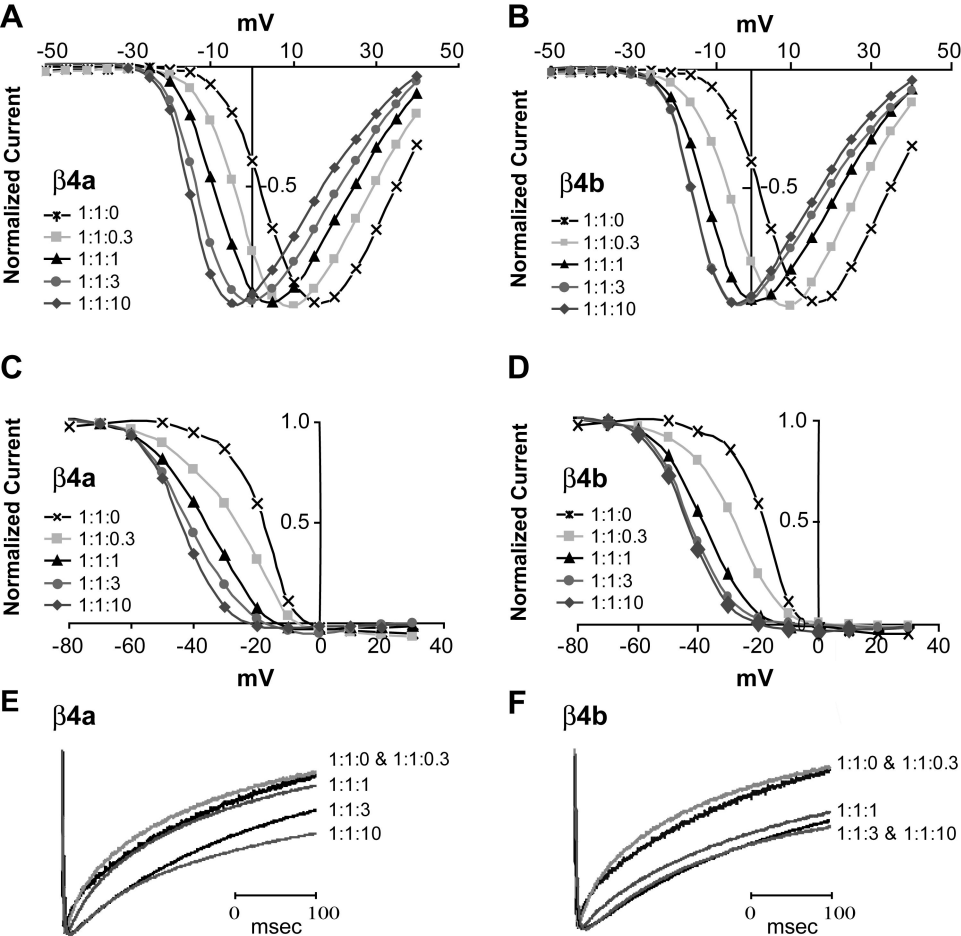 A
mV
-50 -30 -10 10 30 50
Normalized Current
-0.5
β4a
1:1:0
1:1:0.3
1:1:1
1:1:3
1:1:10
B
mV
-50 -30 -10 10 30 50
Normalized Current
-0.5
β4b
1:1:0
1:1:0.3
1:1:1
1:1:3
1:1:10
C
Normalized Current
1.0
0.5
β4a
1:1:0
1:1:0.3
1:1:1
1:1:3
1:1:10
-80 -60 -40 -20 0 20 40
mV
D
Normalized Current
1.0
0.5
β4b
1:1:0
1:1:0.3
1:1:1
1:1:3
1:1:10
-80 -60 -40 -20 0 20 40
mV
E
β4a
1:1:0 & 1:1:0.3
1:1:1
1:1:3
1:1:10
0 100
msec
F
β4b
1:1:0 & 1:1:0.3
1:1:1
1:1:3 & 1:1:10
0 100
msec